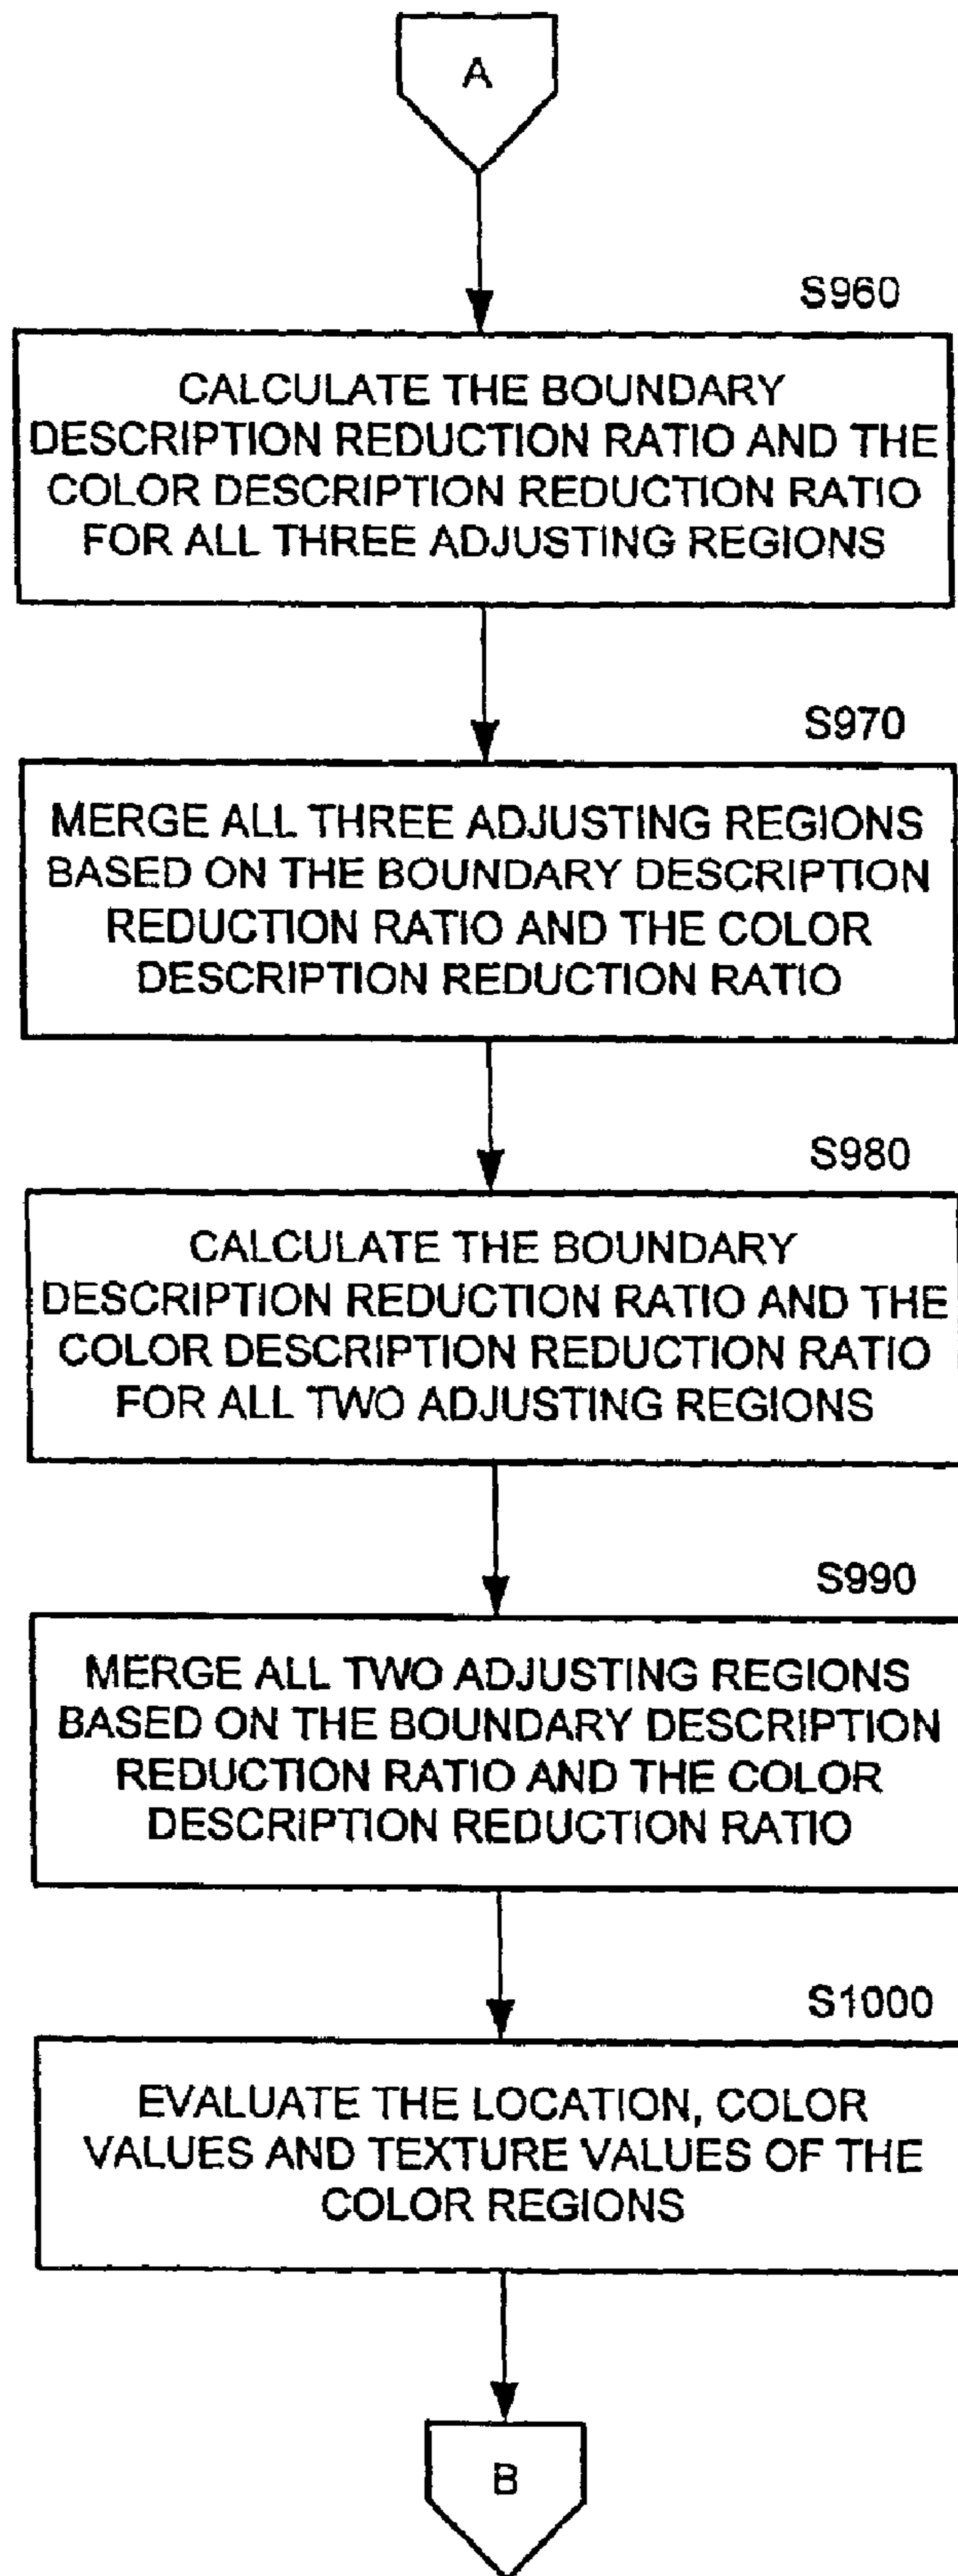 A
S960
CALCULATE THE BOUNDARY
DESCRIPTION REDUCTION RATIO AND THE
COLOR DESCRIPTION REDUCTION RATIO
FOR ALL THREE ADJUSTING REGIONS
S970
MERGE ALL THREE ADJUSTING REGIONS
BASED ON THE BOUNDARY DESCRIPTION
REDUCTION RATIO AND THE COLOR
DESCRIPTION REDUCTION RATIO
S980
CALCULATE THE BOUNDARY
DESCRIPTION REDUCTION RATIO AND THE
COLOR DESCRIPTION REDUCTION RATIO
FOR ALL TWO ADJUSTING REGIONS
S990
MERGE ALL TWO ADJUSTING REGIONS
BASED ON THE BOUNDARY DESCRIPTION
REDUCTION RATIO AND THE COLOR
DESCRIPTION REDUCTION RATIO
S1000
EVALUATE THE LOCATION, COLOR
VALUES AND TEXTURE VALUES OF THE
COLOR REGIONS
B